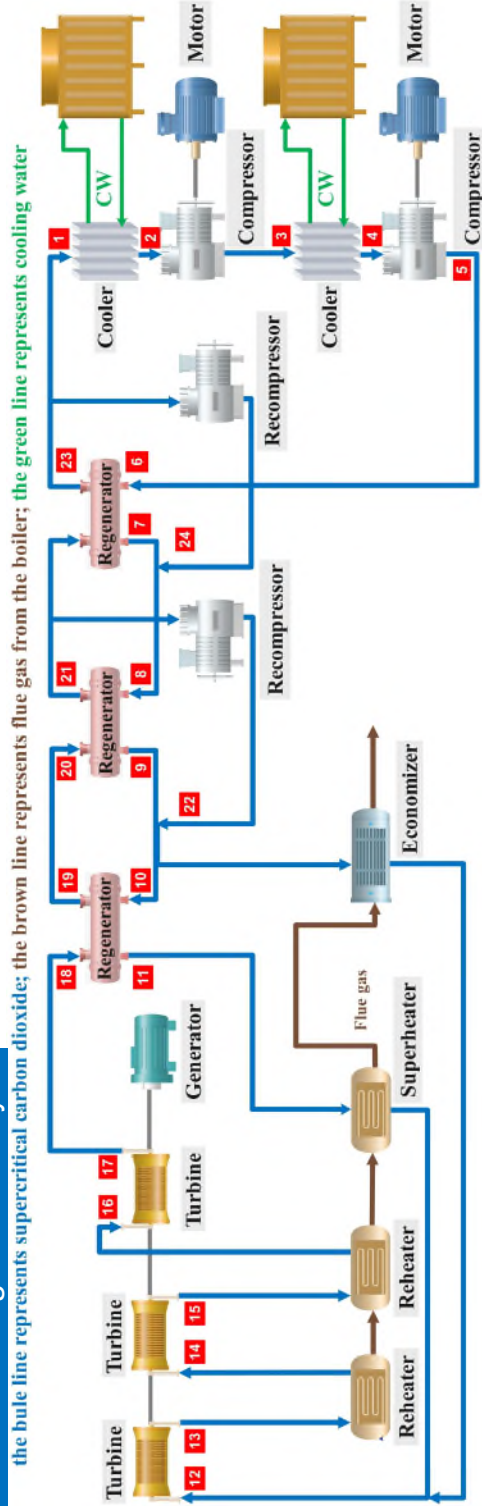 the bule line represents supercritical carbon dioxide; the brown line represents flue gas from the boiler; the green line represents cooling water
18
19
20
21
23
1
CW
3
CW
Turbine
Turbine
16
17
Regenerator
Regenerator
Regenerator
2
4
Motor
Motor
Generator
11
10
9
8
7
6
Cooler
Cooler
5
12
13
14
15
Turbine
22
24
Compressor
Compressor
Recompressor
Recompressor
Flue gas
Reheater
Reheater
Superheater
Economizer